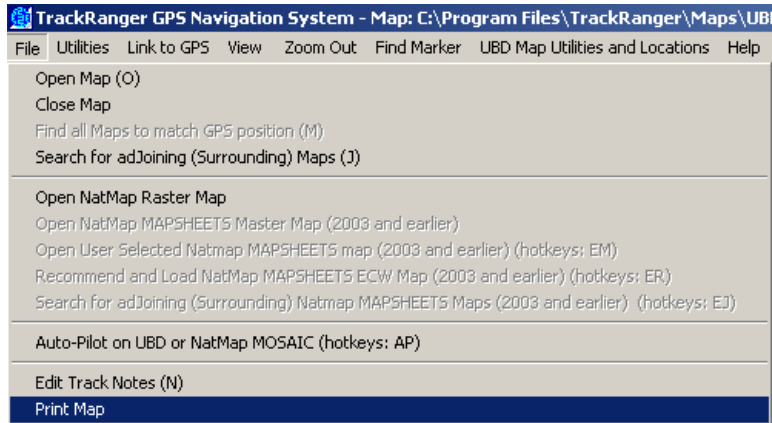 TrackRanger GPS Navigation System - Map: C:\Program Files\TrackRanger\Maps\UB
File Utilities Link to GPS View Zoom Out Find Marker UBD Map Utilities and Locations Help
Open Map (O)
Close Map
Find all Maps to match GPS position (M)
Search for adJoining (Surrounding) Maps (J)
Open NatMap Raster Map
Open NatMap MAPSHEETS Master Map (2003 and earlier)
Open User Selected Natmap MAPSHEETS map (2003 and earlier) (hotkeys: EM)
Recommend and Load NatMap MAPSHEETS ECW Map (2003 and earlier) (hotkeys: ER)
Search for adJoining (Surrounding) Natmap MAPSHEETS Maps (2003 and earlier) (hotkeys: EJ)
Auto-Pilot on UBD or NatMap MOSAIC (hotkeys: AP)
Edit Track Notes (N)
Print Map